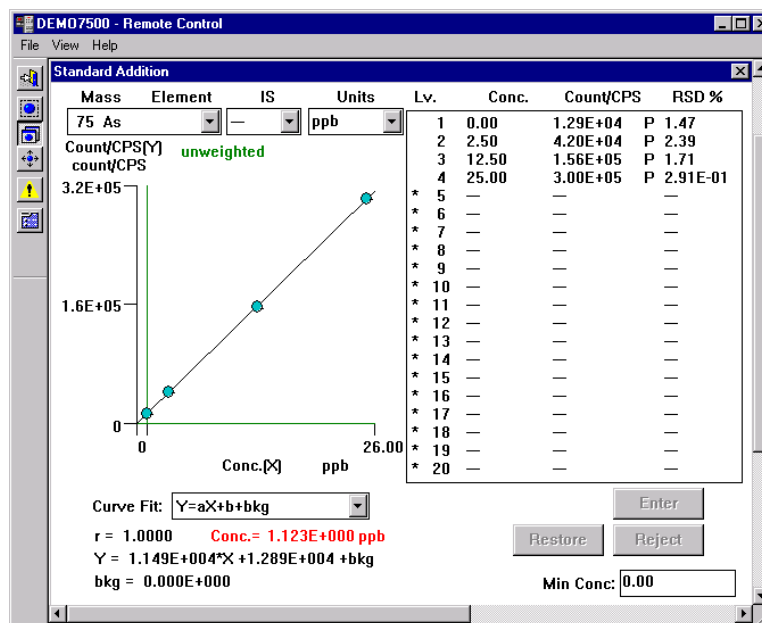 DEMO7500 - Remote Control
File View Help
Standard Addition
Mass Element IS Units
75 As — ppb
Count/CPS(Y) unweighted
count/CPS
3.2E+05
1.6E+05
0
0 26.00
Conc.(X) ppb
Lv. Conc. Count/CPS RSD %
1 0.00 1.29E+04 P 1.47
2 2.50 4.20E+04 P 2.39
3 12.50 1.56E+05 P 1.71
4 25.00 3.00E+05 P 2.91E-01
* 5 — — —
* 6 — — —
* 7 — — —
* 8 — — —
* 9 — — —
* 10 — — —
* 11 — — —
* 12 — — —
* 13 — — —
* 14 — — —
* 15 — — —
* 16 — — —
* 17 — — —
* 18 — — —
* 19 — — —
* 20 — — —
Curve Fit: Y=aX+b+bkg
r = 1.0000 Conc.= 1.123E+000 ppb
Y = 1.149E+004*X +1.289E+004 +bkg
bkg = 0.000E+000
Enter
Restore Reject
Min Conc: 0.00